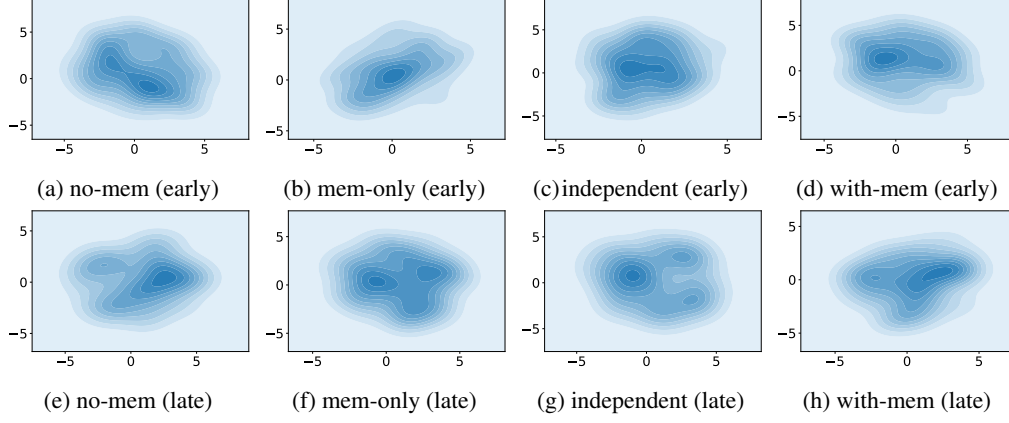 5
0
−5
−5 0 5
5
0
−5
−5 0 5
5
0
−5
−5 0 5
5
0
−5
−5 0 5
(a) no-mem (early)
(b) mem-only (early)
(c) independent (early)
(d) with-mem (early)
5
0
−5
−5 0 5
5
0
−5
−5 0 5
5
0
−5
−5 0 5
5
0
−5
−5 0 5
(e) no-mem (late)
(f) mem-only (late)
(g) independent (late)
(h) with-mem (late)